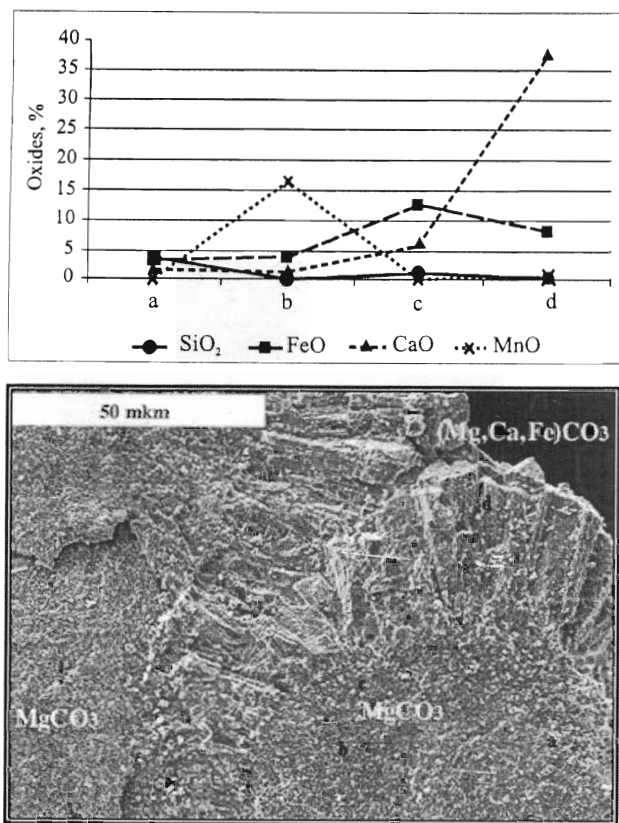 Oxides, %
40
35
30
25
20
15
10
5
0
a b c d
SiO₂ FeO CaO MnO
50 mkm
(Mg,Ca,Fe)CO₃
d
c
MgCO₃ MgCO₃
b a